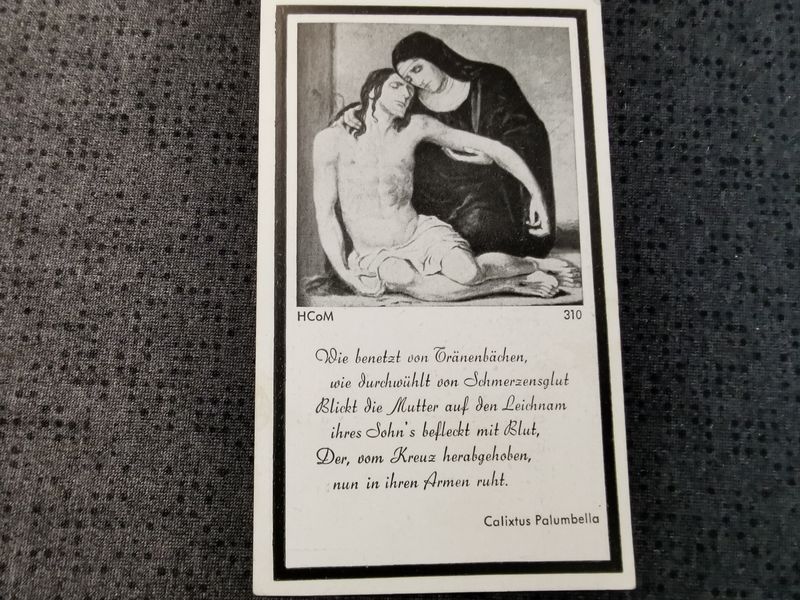 HCoM 310
Wie benetzt von Tränenbächen,
wie durchwühlt von Schmerzensglut
Blickt die Mutter auf den Leichnam
ihres Sohn's befleckt mit Blut,
Der, vom Kreuz herabgehoben,
nun in ihren Armen ruht.
Calixtus Palumbella